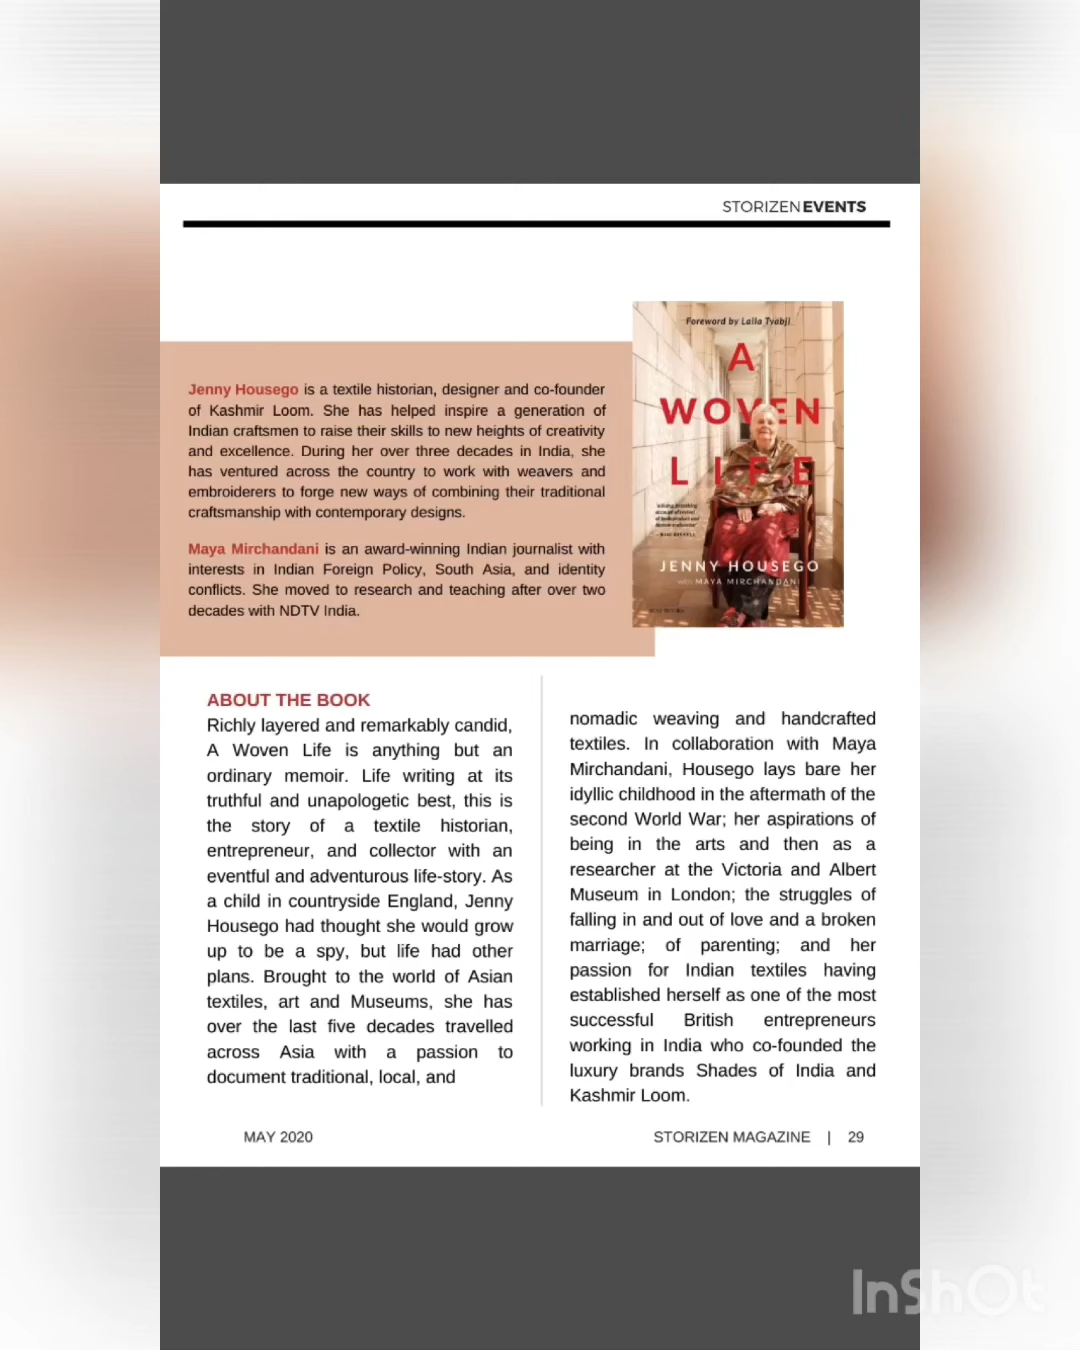 STORIZEN EVENTS
Foreword by Laila Tyabji
A
WOVEN
LIFE
JENNY HOUSEGO
with MAYA MIRCHANDANI
Jenny Housego is a textile historian, designer and co-founder
of Kashmir Loom. She has helped inspire a generation of
Indian craftsmen to raise their skills to new heights of creativity
and excellence. During her over three decades in India, she
has ventured across the country to work with weavers and
embroiderers to forge new ways of combining their traditional
craftsmanship with contemporary designs.
Maya Mirchandani is an award-winning Indian journalist with
interests in Indian Foreign Policy, South Asia, and identity
conflicts. She moved to research and teaching after over two
decades with NDTV India.
ABOUT THE BOOK
Richly layered and remarkably candid,
A Woven Life is anything but an
ordinary memoir. Life writing at its
truthful and unapologetic best, this is
the story of a textile historian,
entrepreneur, and collector with an
eventful and adventurous life-story. As
a child in countryside England, Jenny
Housego had thought she would grow
up to be a spy, but life had other
plans. Brought to the world of Asian
textiles, art and Museums, she has
over the last five decades travelled
across Asia with a passion to
document traditional, local, and
nomadic weaving and handcrafted
textiles. In collaboration with Maya
Mirchandani, Housego lays bare her
idyllic childhood in the aftermath of the
second World War; her aspirations of
being in the arts and then as a
researcher at the Victoria and Albert
Museum in London; the struggles of
falling in and out of love and a broken
marriage; of parenting; and her
passion for Indian textiles having
established herself as one of the most
successful British entrepreneurs
working in India who co-founded the
luxury brands Shades of India and
Kashmir Loom.
MAY 2020
STORIZEN MAGAZINE | 29
InShOt